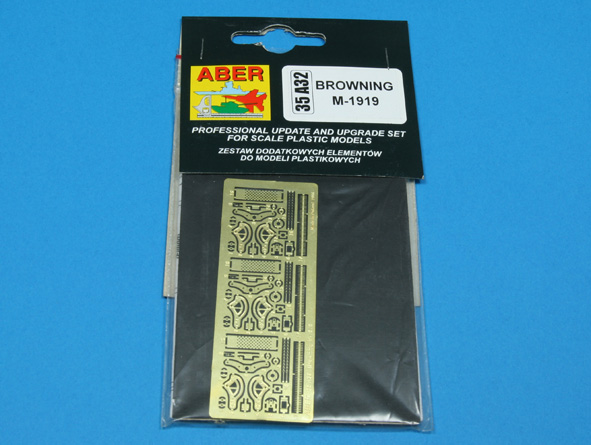 ABER
35 A32
BROWNING
M-1919
PROFESSIONAL UPDATE AND UPGRADE SET
FOR SCALE PLASTIC MODELS
ZESTAW DODATKOWYCH ELEMENTÓW
DO MODELI PLASTIKOWYCH